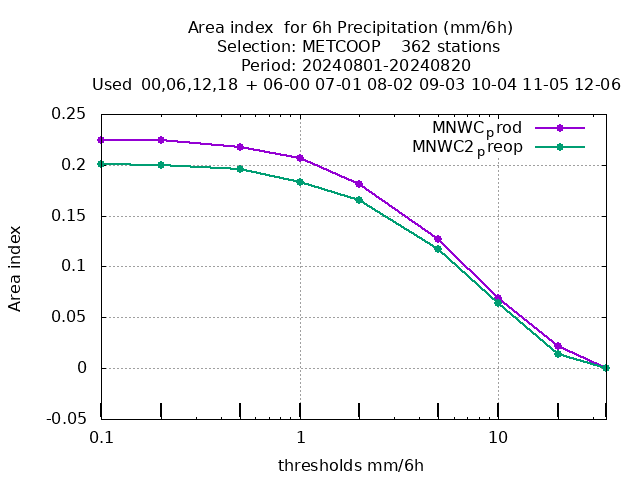 Area index  for 6h Precipitation (mm/6h)
Selection: METCOOP    362 stations
Period: 20240801-20240820
Used  00,06,12,18  + 06-00 07-01 08-02 09-03 10-04 11-05 12-06
0.25
MNWCprod
MNWC2preop
0.2
0.15
0.1
0.05
0
-0.05
Area index
0.1 1 10
thresholds mm/6h